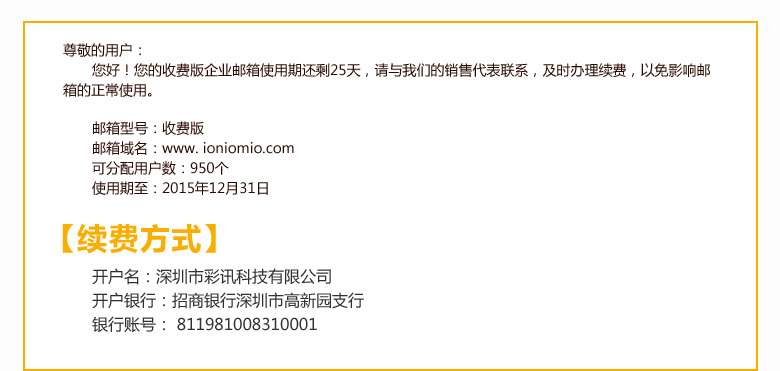 尊敬的用户：
您好！您的收费版企业邮箱使用期还剩25天，请与我们的销售代表联系，及时办理续费，以免影响邮
箱的正常使用。
邮箱型号：收费版
邮箱域名：www. ioniomio.com
可分配用户数：950个
使用期至：2015年12月31日
【续费方式】
开户名：深圳市彩讯科技有限公司
开户银行：招商银行深圳市高新园支行
银行账号： 811981008310001